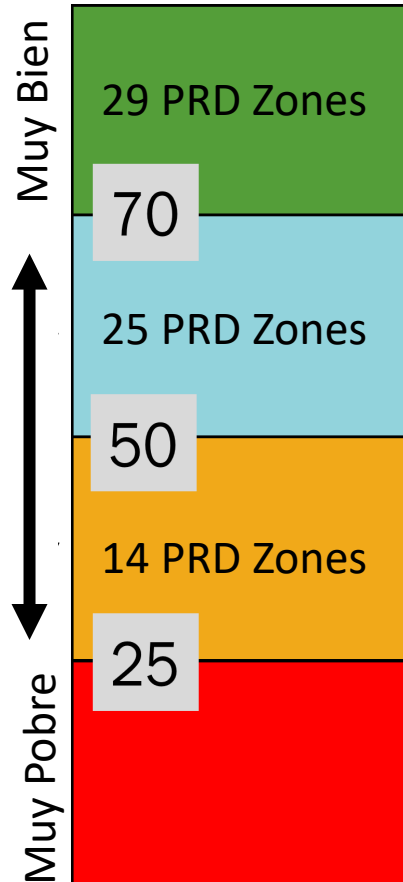 Muy Bien
29 PRD Zones
70
25 PRD Zones
50
14 PRD Zones
25
Muy Pobre